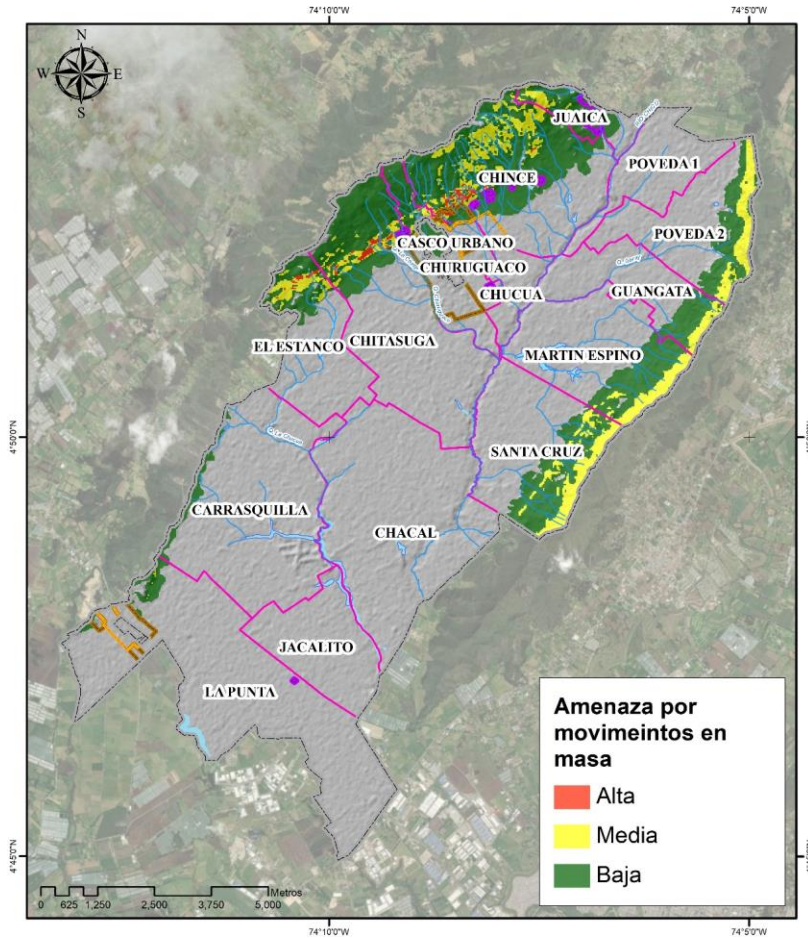 74°10'0"W 74°5'0"W
N
W E
S
JUAICA
CHINCE
POVEDA 1
CASCO URBANO
POVEDA 2
CHURUGUACO
GUANGATA
CHUCUA
EL ESTANCO
CHITASUGA
MARTIN ESPINO
4°50'0"N
SANTA CRUZ
CARRASQUILLA
CHACAL
JACALITO
LA PUNTA
Amenaza por
movimeintos en
masa
Alta
Media
Baja
4°45'0"N
Metros
0 625 1,250 2,500 3,750 5,000
74°10'0"W 74°5'0"W